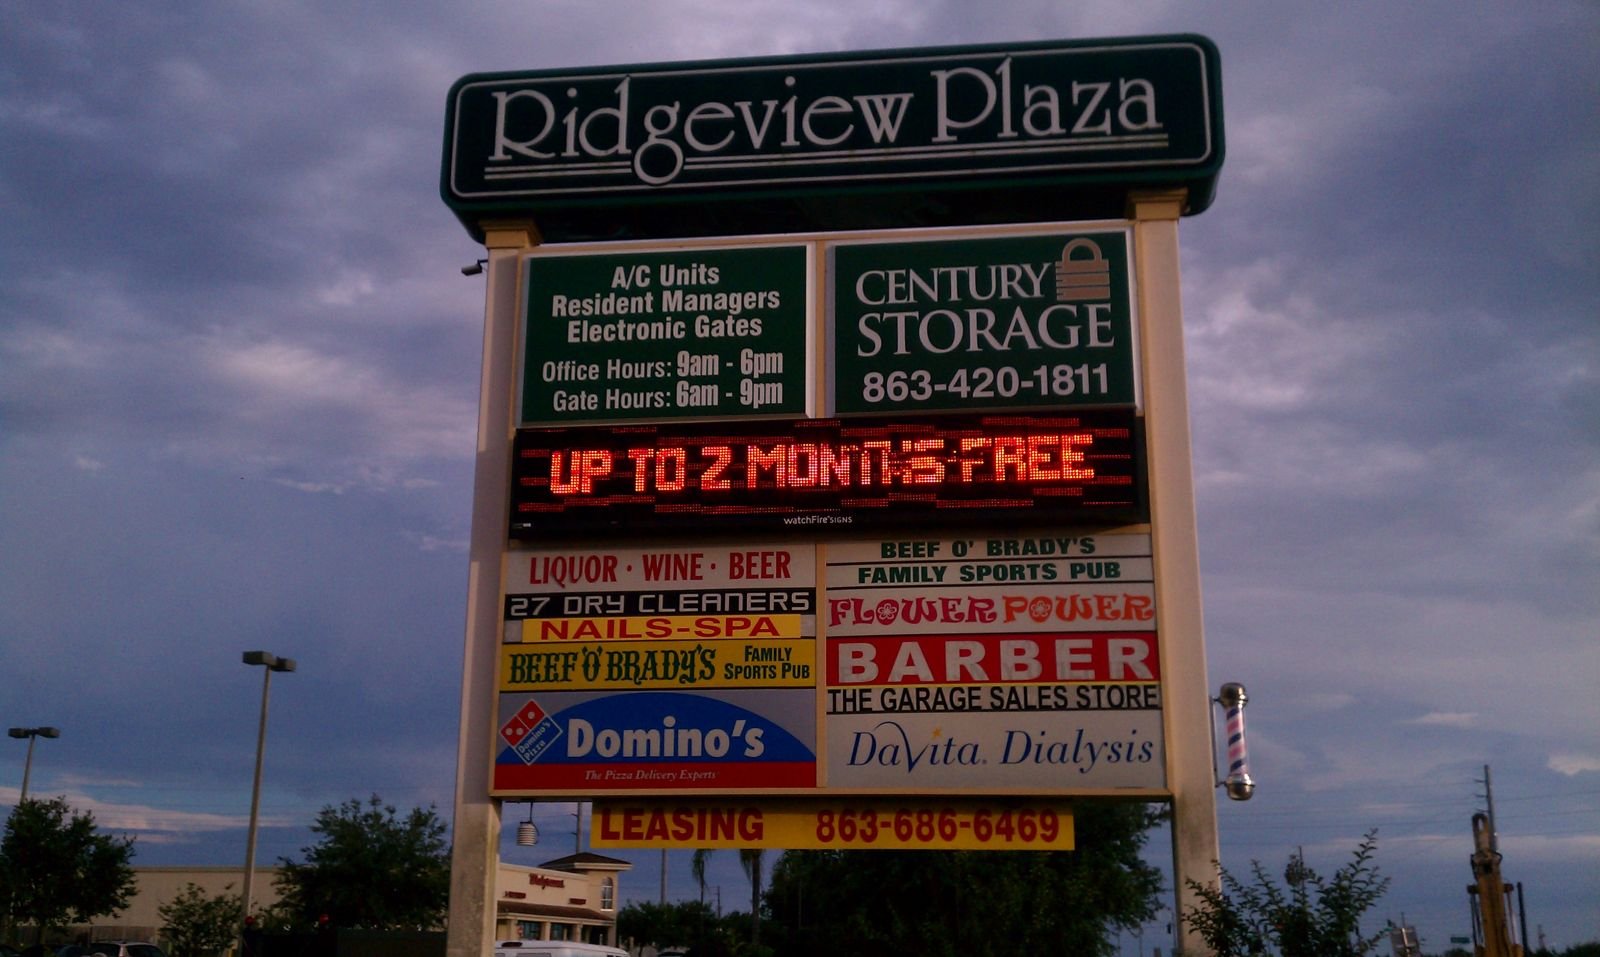 Ridgeview Plaza
A/C Units
Resident Managers
Electronic Gates
Office Hours: 9am - 6pm
Gate Hours: 6am - 9pm
CENTURY
STORAGE
863-420-1811
UP TO 2 MONTHS FREE
watchFire SIGNS
LIQUOR · WINE · BEER
27 DRY CLEANERS
NAILS-SPA
BEEF 'O' BRADY'S FAMILY
SPORTS PUB
Domino's
Domino's
Pizza
The Pizza Delivery Experts
BEEF O' BRADY'S
FAMILY SPORTS PUB
FLOWER POWER
BARBER
THE GARAGE SALES STORE
DaVita. Dialysis
LEASING 863-686-6469
Walgreens